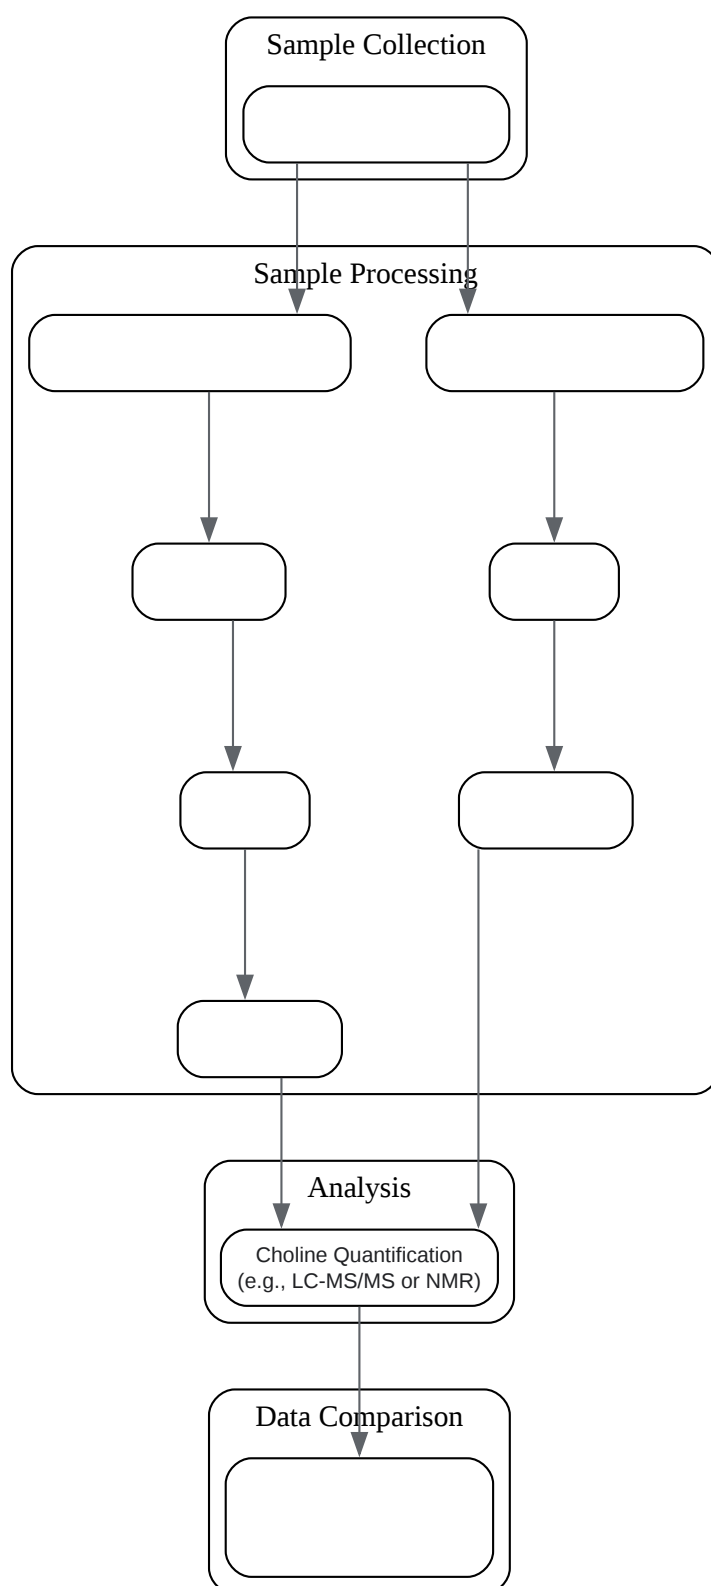 Sample Collection
Sample Processing
Analysis
Choline Quantification
(e.g., LC-MS/MS or NMR)
Data Comparison